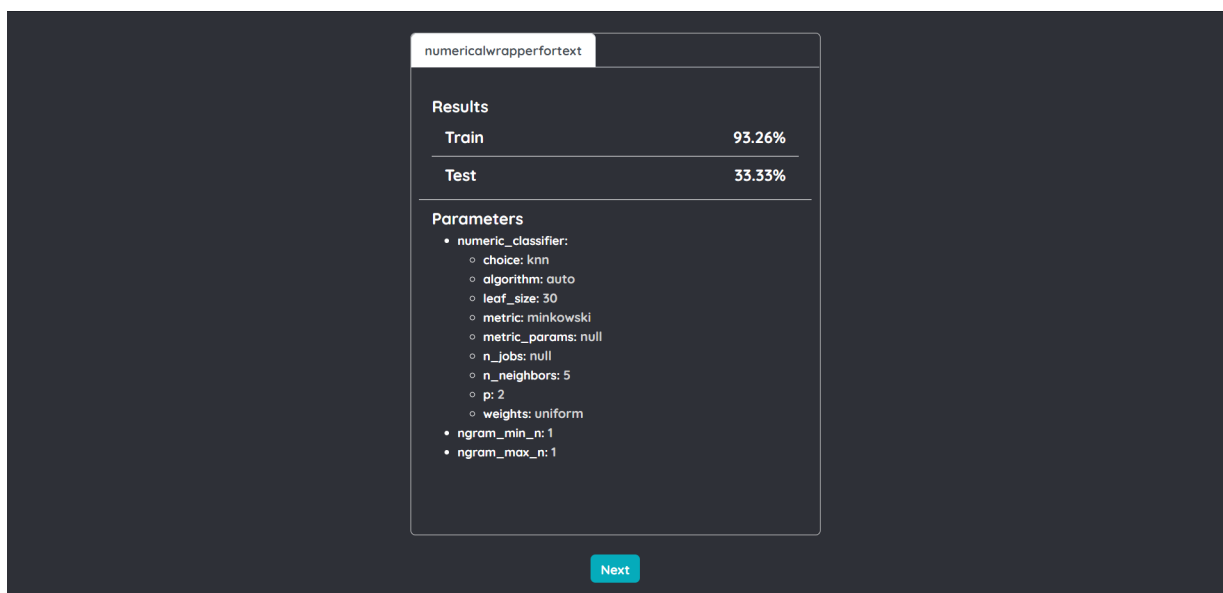 numericalwrapperfortext
Results
Train 93.26%
Test 33.33%
Parameters
• numeric_classifier:
◦ choice: knn
◦ algorithm: auto
◦ leaf_size: 30
◦ metric: minkowski
◦ metric_params: null
◦ n_jobs: null
◦ n_neighbors: 5
◦ p: 2
◦ weights: uniform
• ngram_min_n: 1
• ngram_max_n: 1
Next